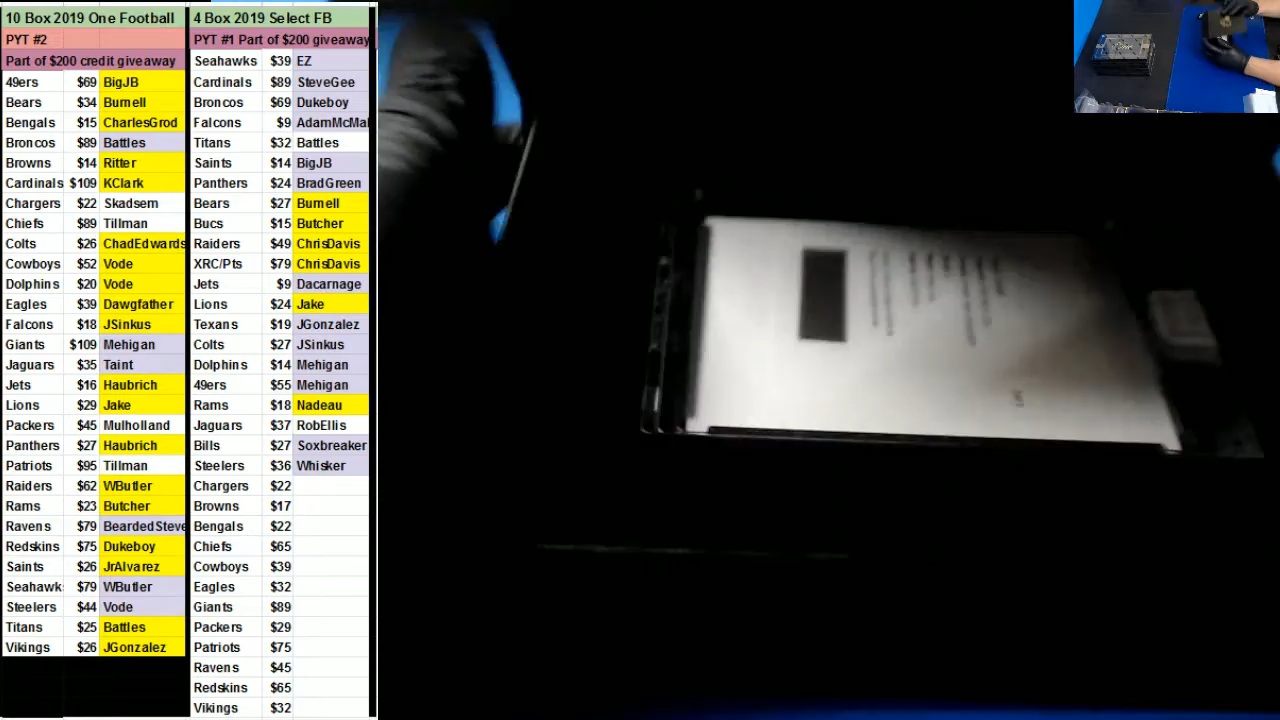 10 Box 2019 One Football
PYT #2
Part of $200 credit giveaway
49ers $69 BigJB
Bears $34 Burnell
Bengals $15 CharlesGrod
Broncos $89 Battles
Browns $14 Ritter
Cardinals $109 KClark
Chargers $22 Skadsem
Chiefs $89 Tillman
Colts $26 ChadEdwards
Cowboys $52 Vode
Dolphins $20 Vode
Eagles $39 Dawgfather
Falcons $18 JSinkus
Giants $109 Mehigan
Jaguars $35 Taint
Jets $16 Haubrich
Lions $29 Jake
Packers $45 Mulholland
Panthers $27 Haubrich
Patriots $95 Tillman
Raiders $62 WButler
Rams $23 Butcher
Ravens $79 BeardedSteve
Redskins $75 Dukeboy
Saints $26 JrAlvarez
Seahawk $79 WButler
Steelers $44 Vode
Titans $25 Battles
Vikings $26 JGonzalez
4 Box 2019 Select FB
PYT #1 Part of $200 giveaway
Seahawks $39 EZ
Cardinals $89 SteveGee
Broncos $69 Dukeboy
Falcons $9 AdamMcMal
Titans $32 Battles
Saints $14 BigJB
Panthers $24 BradGreen
Bears $27 Burnell
Bucs $15 Butcher
Raiders $49 ChrisDavis
XRC/Pts $79 ChrisDavis
Jets $9 Dacarnage
Lions $24 Jake
Texans $19 JGonzalez
Colts $27 JSinkus
Dolphins $14 Mehigan
49ers $55 Mehigan
Rams $18 Nadeau
Jaguars $37 RobEllis
Bills $27 Soxbreaker
Steelers $36 Whisker
Chargers $22
Browns $17
Bengals $22
Chiefs $65
Cowboys $39
Eagles $32
Giants $89
Packers $29
Patriots $75
Ravens $45
Redskins $65
Vikings $32